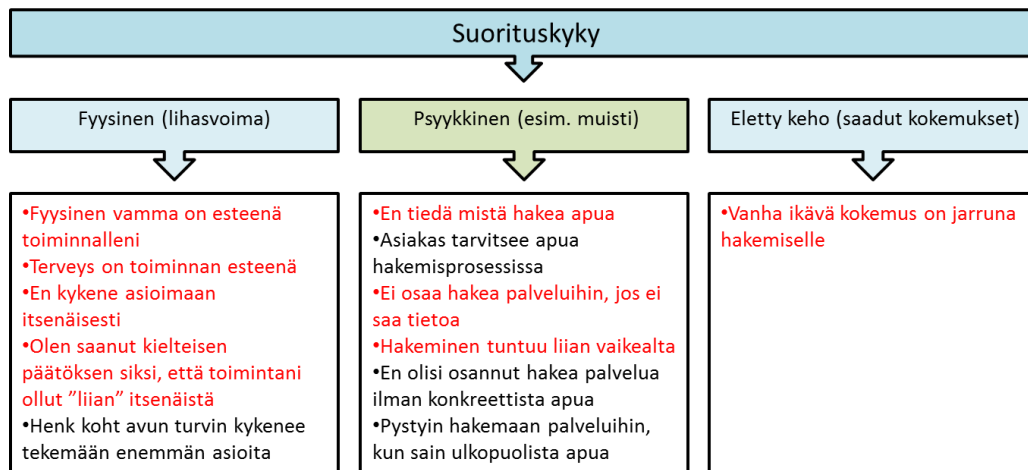 Suorituskyky
Fyysinen (lihasvoima)
•Fyysinen vamma on esteenä
toiminnalleni
•Terveys on toiminnan esteenä
•En kykene asioimaan
itsenäisesti
•Olen saanut kielteisen
päätöksen siksi, että toimintani
ollut ”liian” itsenäistä
•Henk koht avun turvin kykenee
tekemään enemmän asioita
Psyykkinen (esim. muisti)
•En tiedä mistä hakea apua
•Asiakas tarvitsee apua
hakemisprosessissa
•Ei osaa hakea palveluihin, jos ei
saa tietoa
•Hakeminen tuntuu liian vaikealta
•En olisi osannut hakea palvelua
ilman konkreettista apua
•Pystyin hakemaan palveluihin,
kun sain ulkopuolista apua
Eletty keho (saadut kokemukset)
•Vanha ikävä kokemus on jarruna
hakemiselle